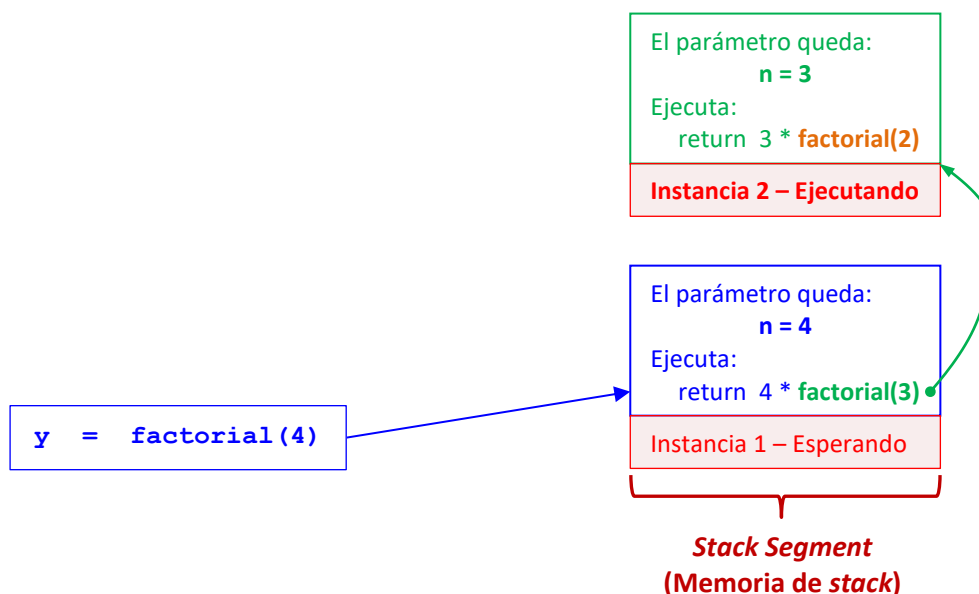 El parámetro queda:
n = 3
Ejecuta:
return 3 * factorial(2)
Instancia 2 – Ejecutando
El parámetro queda:
n = 4
Ejecuta:
return 4 * factorial(3)
y = factorial(4)
Instancia 1 – Esperando
Stack Segment
(Memoria de stack)